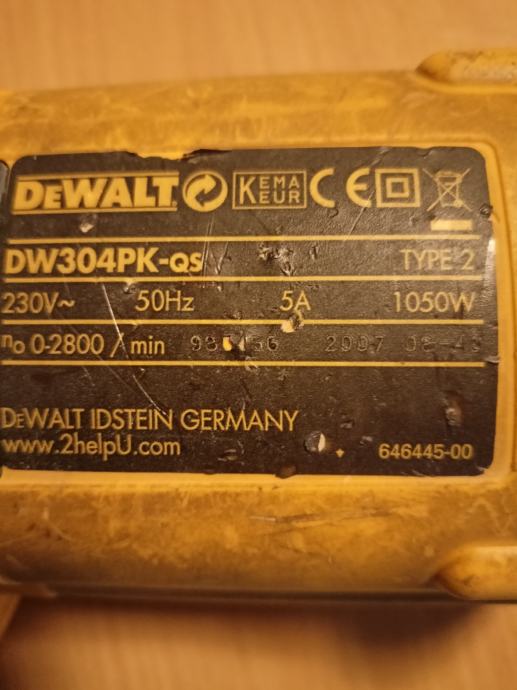 DEWALT KEMA EUR CE
DW304PK-QS TYPE 2
230V~ 50Hz 5A 1050W
n₀ 0-2800 / min 2007
DEWALT IDSTEIN GERMANY
www.2helpU.com 646445-00